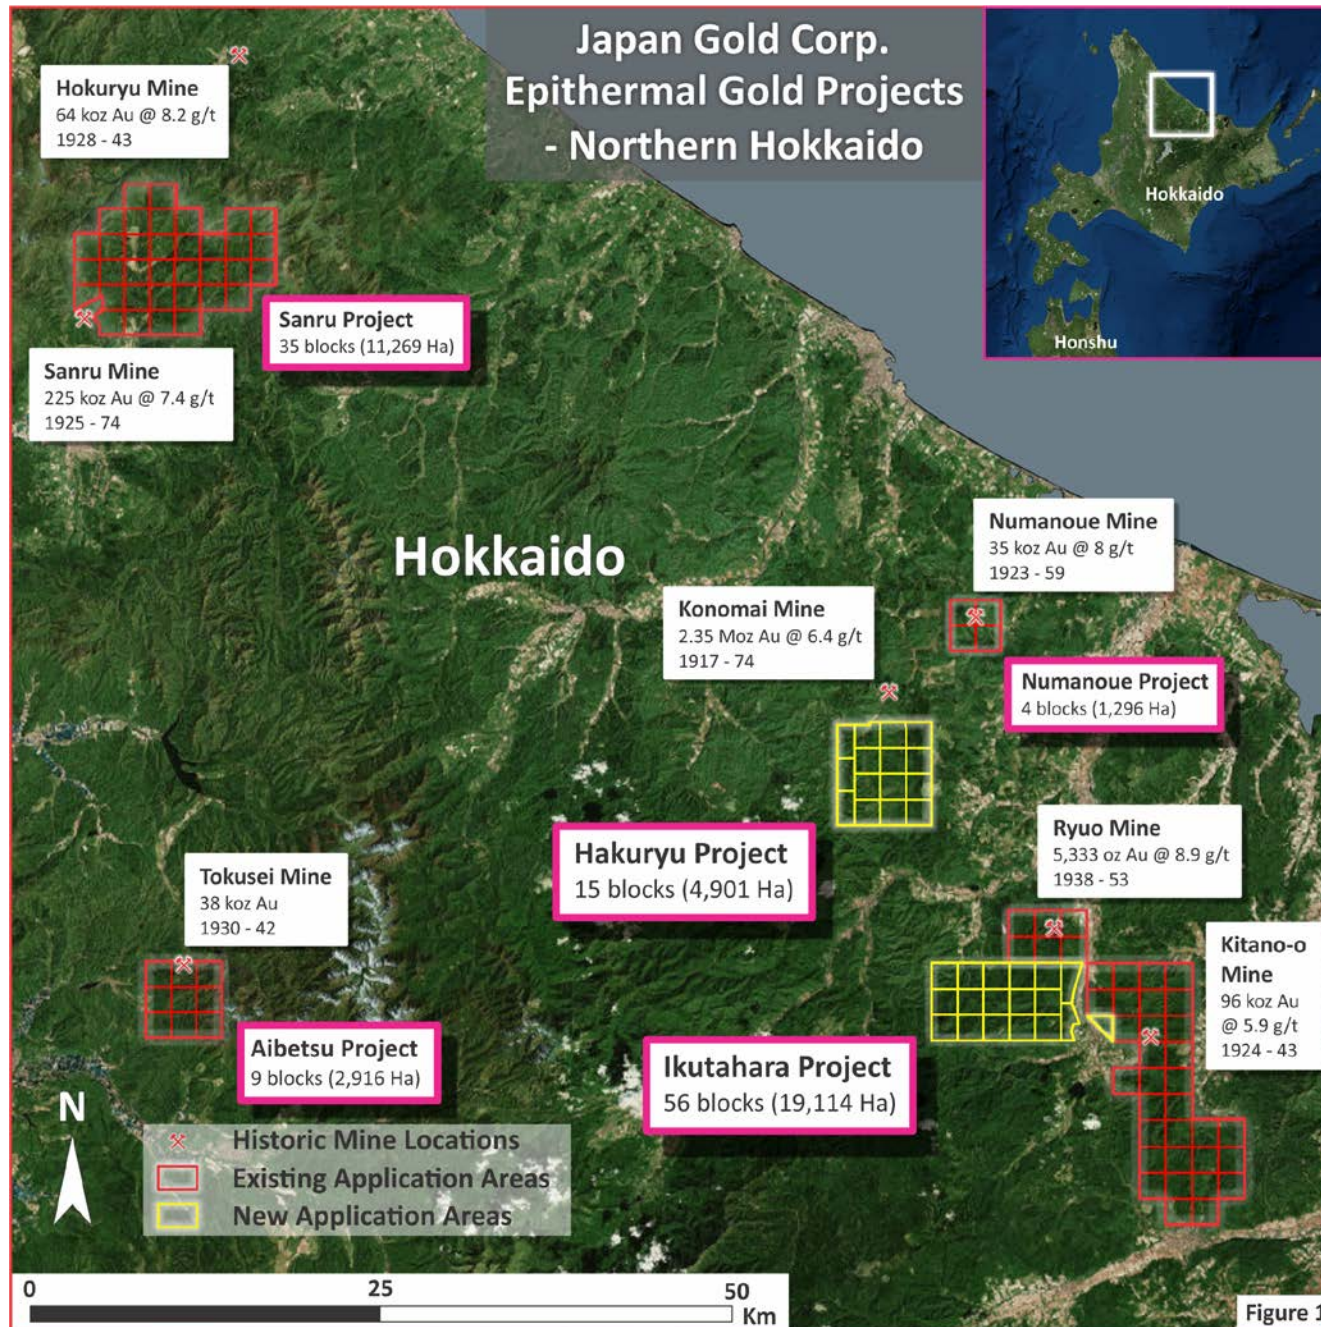 Japan Gold Corp.
Epithermal Gold Projects
- Northern Hokkaido
Hokkaido
Honshu
Hokuryu Mine
64 koz Au @ 8.2 g/t
1928 - 43
Sanru Project
35 blocks (11,269 Ha)
Sanru Mine
225 koz Au @ 7.4 g/t
1925 - 74
Hokkaido
Numanoue Mine
35 koz Au @ 8 g/t
1923 - 59
Konomai Mine
2.35 Moz Au @ 6.4 g/t
1917 - 74
Numanoue Project
4 blocks (1,296 Ha)
Hakuryu Project
15 blocks (4,901 Ha)
Ryuo Mine
5,333 oz Au @ 8.9 g/t
1938 - 53
Tokusei Mine
38 koz Au
1930 - 42
Kitano-o
Mine
96 koz Au
@ 5.9 g/t
1924 - 43
Aibetsu Project
9 blocks (2,916 Ha)
Ikutahara Project
56 blocks (19,114 Ha)
N
Historic Mine Locations
Existing Application Areas
New Application Areas
0 25 50
Km
Figure 1